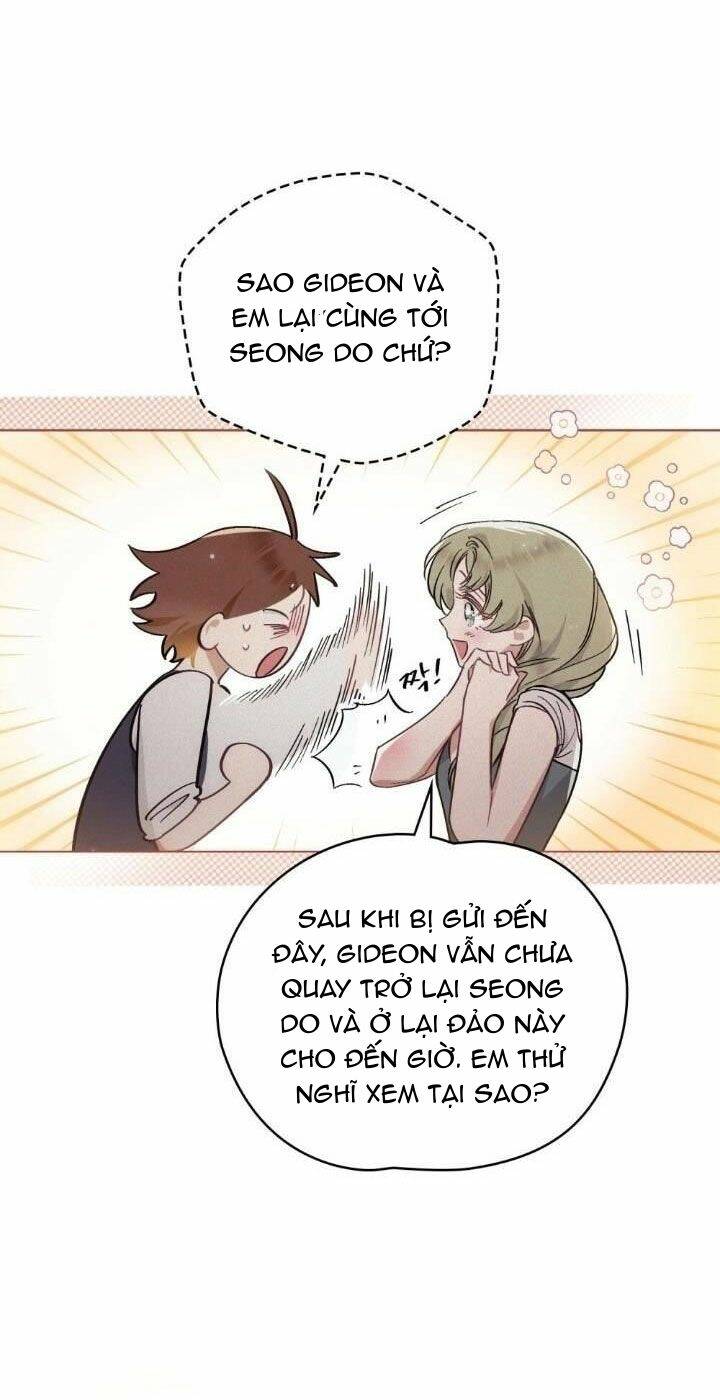 SAO GIDEON VÀ
EM LẠI CÙNG TỚI
SEONG DO CHỨ?
짝!
SAU KHI BỊ GỬI ĐẾN
ĐÂY, GIDEON VẪN CHƯA
QUAY TRỞ LẠI SEONG
DO VÀ Ở LẠI ĐẢO NÀY
CHO ĐẾN GIỜ. EM THỬ
NGHĨ XEM TẠI SAO?